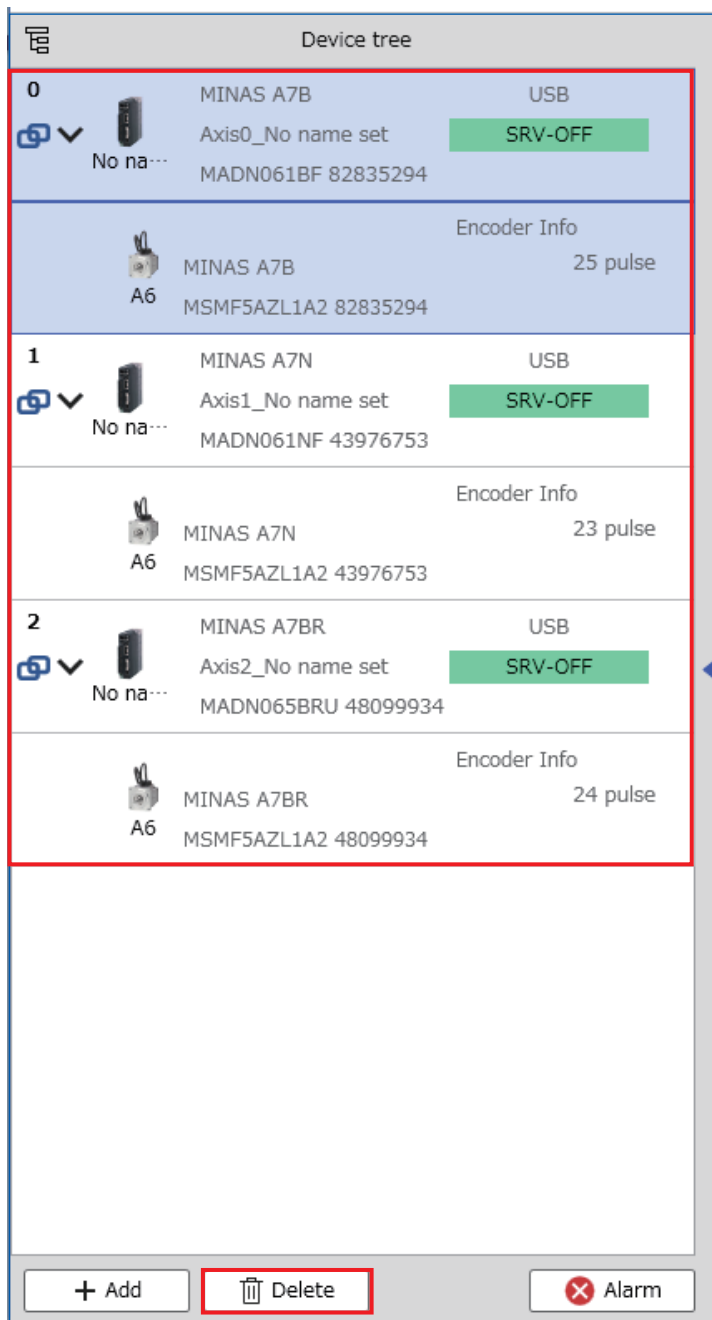 Device tree
0
MINAS A7B USB
Axis0_No name set SRV-OFF
No na…
MADN061BF 82835294
Encoder Info
MINAS A7B 25 pulse
A6
MSMF5AZL1A2 82835294
1
MINAS A7N USB
Axis1_No name set SRV-OFF
No na…
MADN061NF 43976753
Encoder Info
MINAS A7N 23 pulse
A6
MSMF5AZL1A2 43976753
2
MINAS A7BR USB
Axis2_No name set SRV-OFF
No na…
MADN065BRU 48099934
Encoder Info
MINAS A7BR 24 pulse
A6
MSMF5AZL1A2 48099934
+ Add Delete Alarm